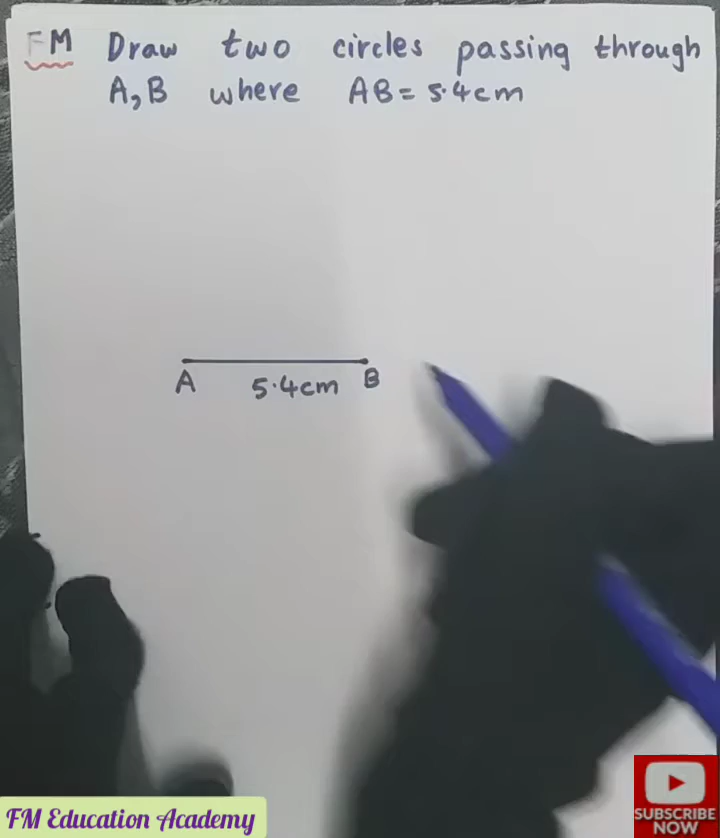 FM Draw two circles passing through
A, B where AB = 5.4cm
A 5.4cm B
FM Education Academy
SUBSCRIBE
NOW